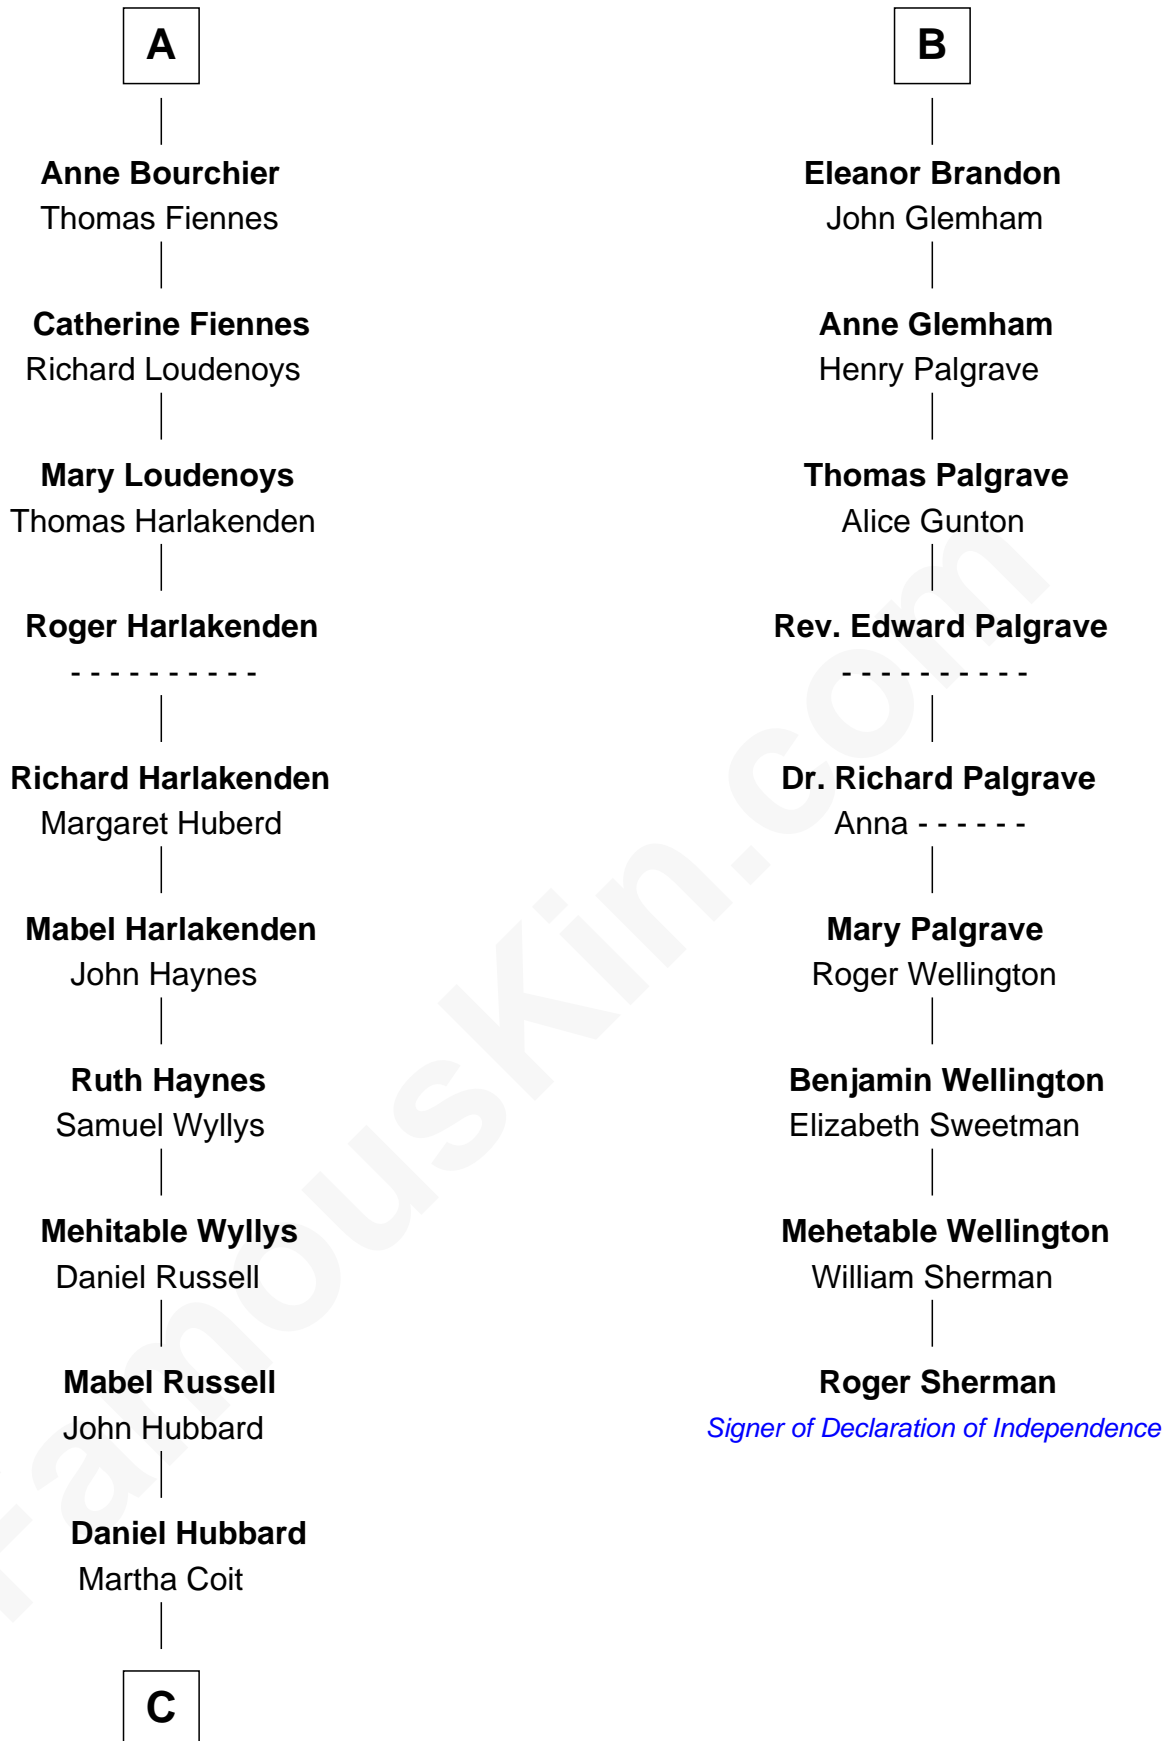 A
Anne Bourchier
Thomas Fiennes
Catherine Fiennes
Richard Loudenoys
Mary Loudenoys
Thomas Harlakenden
Roger Harlakenden
- - - - - - - - - -
Richard Harlakenden
Margaret Huberd
Mabel Harlakenden
John Haynes
Ruth Haynes
Samuel Wyllys
Mehitable Wyllys
Daniel Russell
Mabel Russell
John Hubbard
Daniel Hubbard
Martha Coit
C
B
Eleanor Brandon
John Glemham
Anne Glemham
Henry Palgrave
Thomas Palgrave
Alice Gunton
Rev. Edward Palgrave
- - - - - - - - - -
Dr. Richard Palgrave
Anna - - - - - -
Mary Palgrave
Roger Wellington
Benjamin Wellington
Elizabeth Sweetman
Mehetable Wellington
William Sherman
Roger Sherman
Signer of Declaration of Independence
FamousKin.com